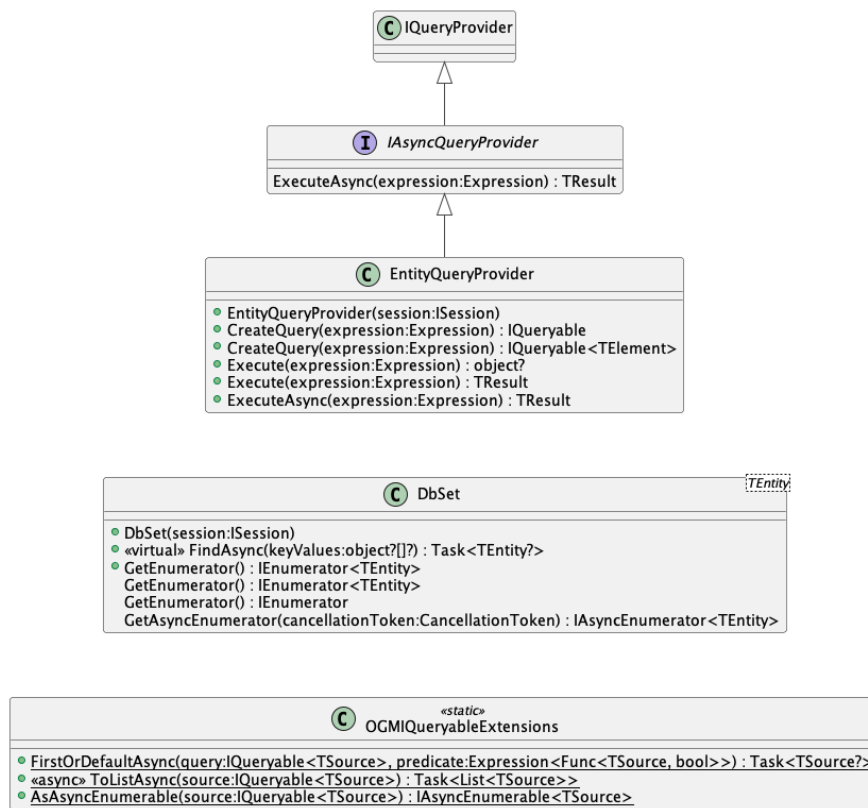 C IQueryProvider
I IAsyncQueryProvider
ExecuteAsync(expression:Expression) : TResult
C EntityQueryProvider
EntityQueryProvider(session:ISession)
CreateQuery(expression:Expression) : IQueryable
CreateQuery(expression:Expression) : IQueryable<TElement>
Execute(expression:Expression) : object?
Execute(expression:Expression) : TResult
ExecuteAsync(expression:Expression) : TResult
C DbSet TEntity
DbSet(session:ISession)
«virtual» FindAsync(keyValues:object?[]?) : Task<TEntity?>
GetEnumerator() : IEnumerator<TEntity>
GetEnumerator() : IEnumerator<TEntity>
GetEnumerator() : IEnumerator
GetAsyncEnumerator(cancellationToken:CancellationToken) : IAsyncEnumerator<TEntity>
«static»
C OGMIQueryableExtensions
FirstOrDefaultAsync(query:IQueryable<TSource>, predicate:Expression<Func<TSource, bool>>) : Task<TSource?>
«async» ToListAsync(source:IQueryable<TSource>) : Task<List<TSource>>
AsAsyncEnumerable(source:IQueryable<TSource>) : IAsyncEnumerable<TSource>